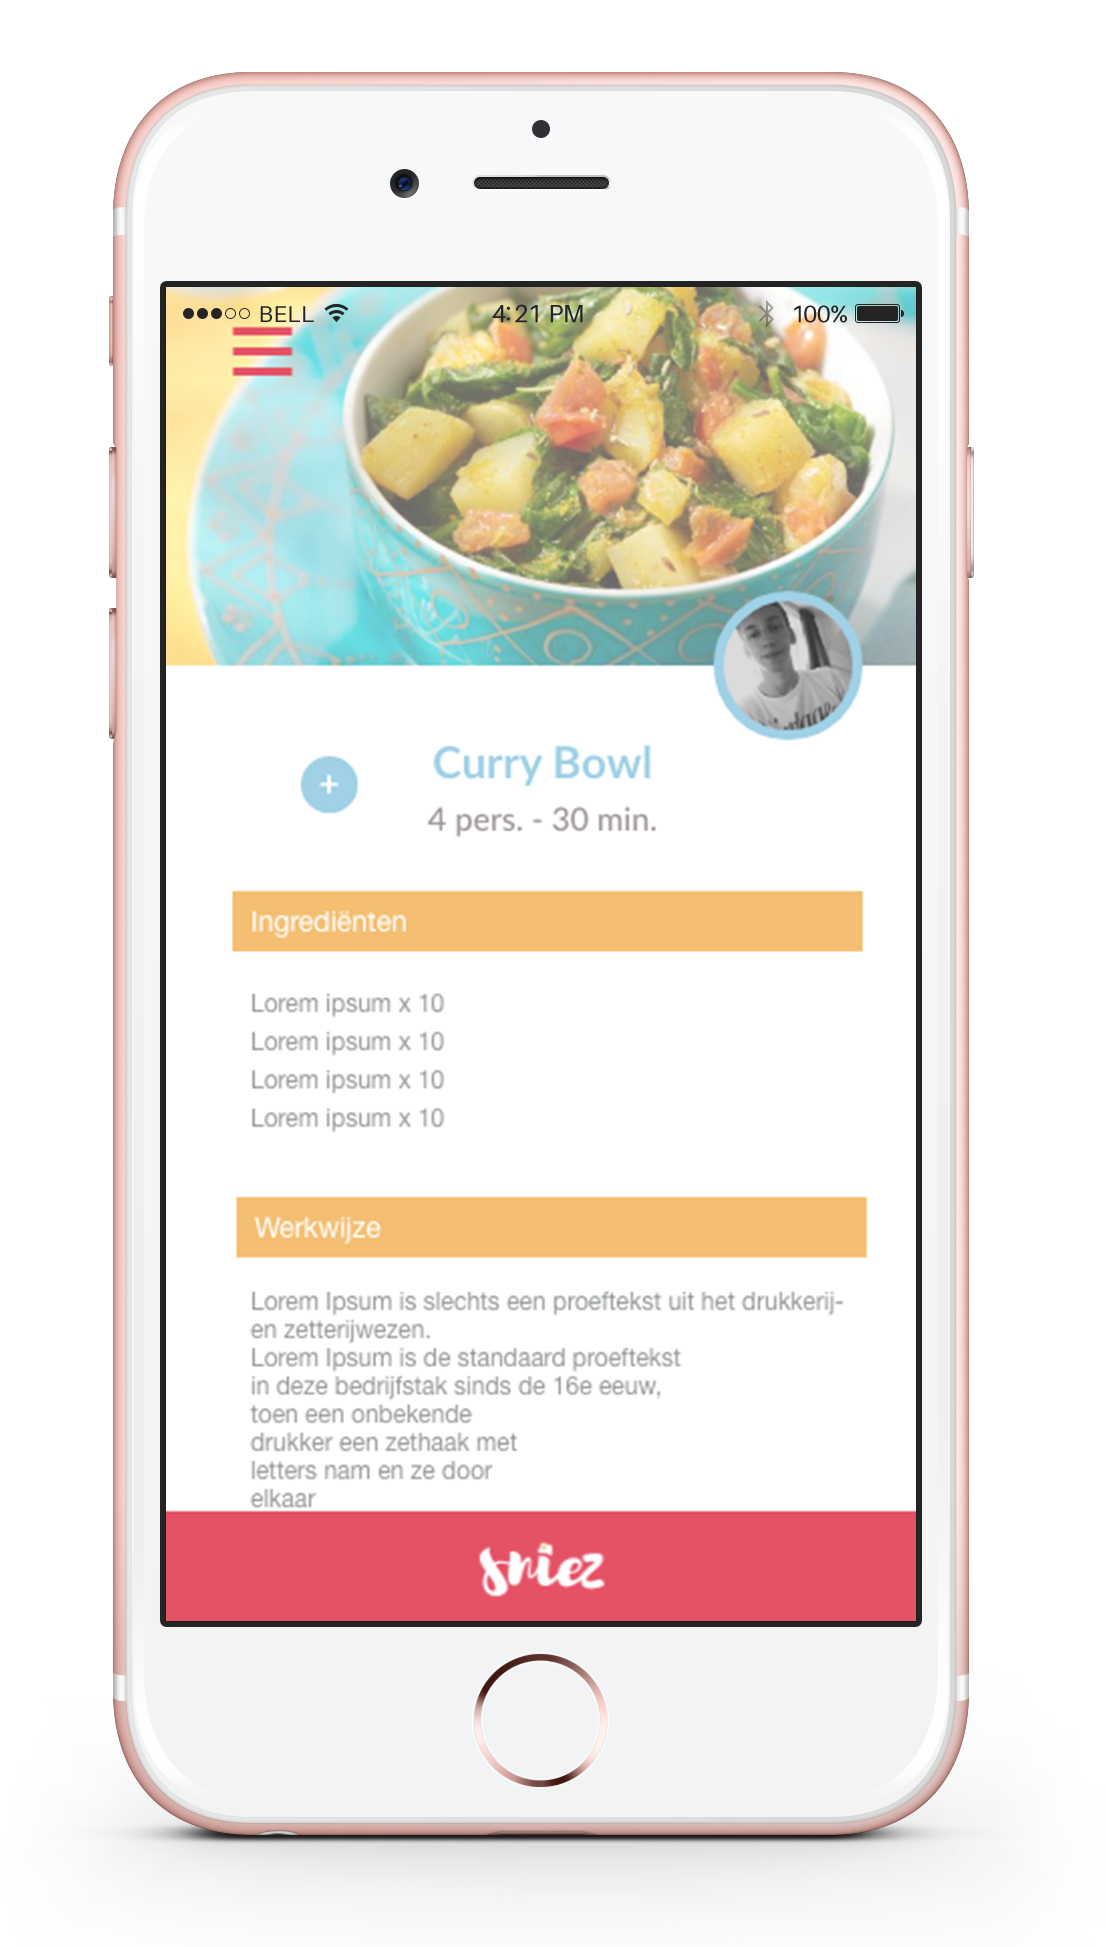 BELL 4:21 PM 100%
Curry Bowl
4 pers. - 30 min.
Ingrediënten
Lorem ipsum x 10
Lorem ipsum x 10
Lorem ipsum x 10
Lorem ipsum x 10
Werkwijze
Lorem Ipsum is slechts een proeftekst uit het drukkerij-
en zetterijwezen.
Lorem Ipsum is de standaard proeftekst
in deze bedrijfstak sinds de 16e eeuw,
toen een onbekende
drukker een zethaak met
letters nam en ze door
elkaar
sniez